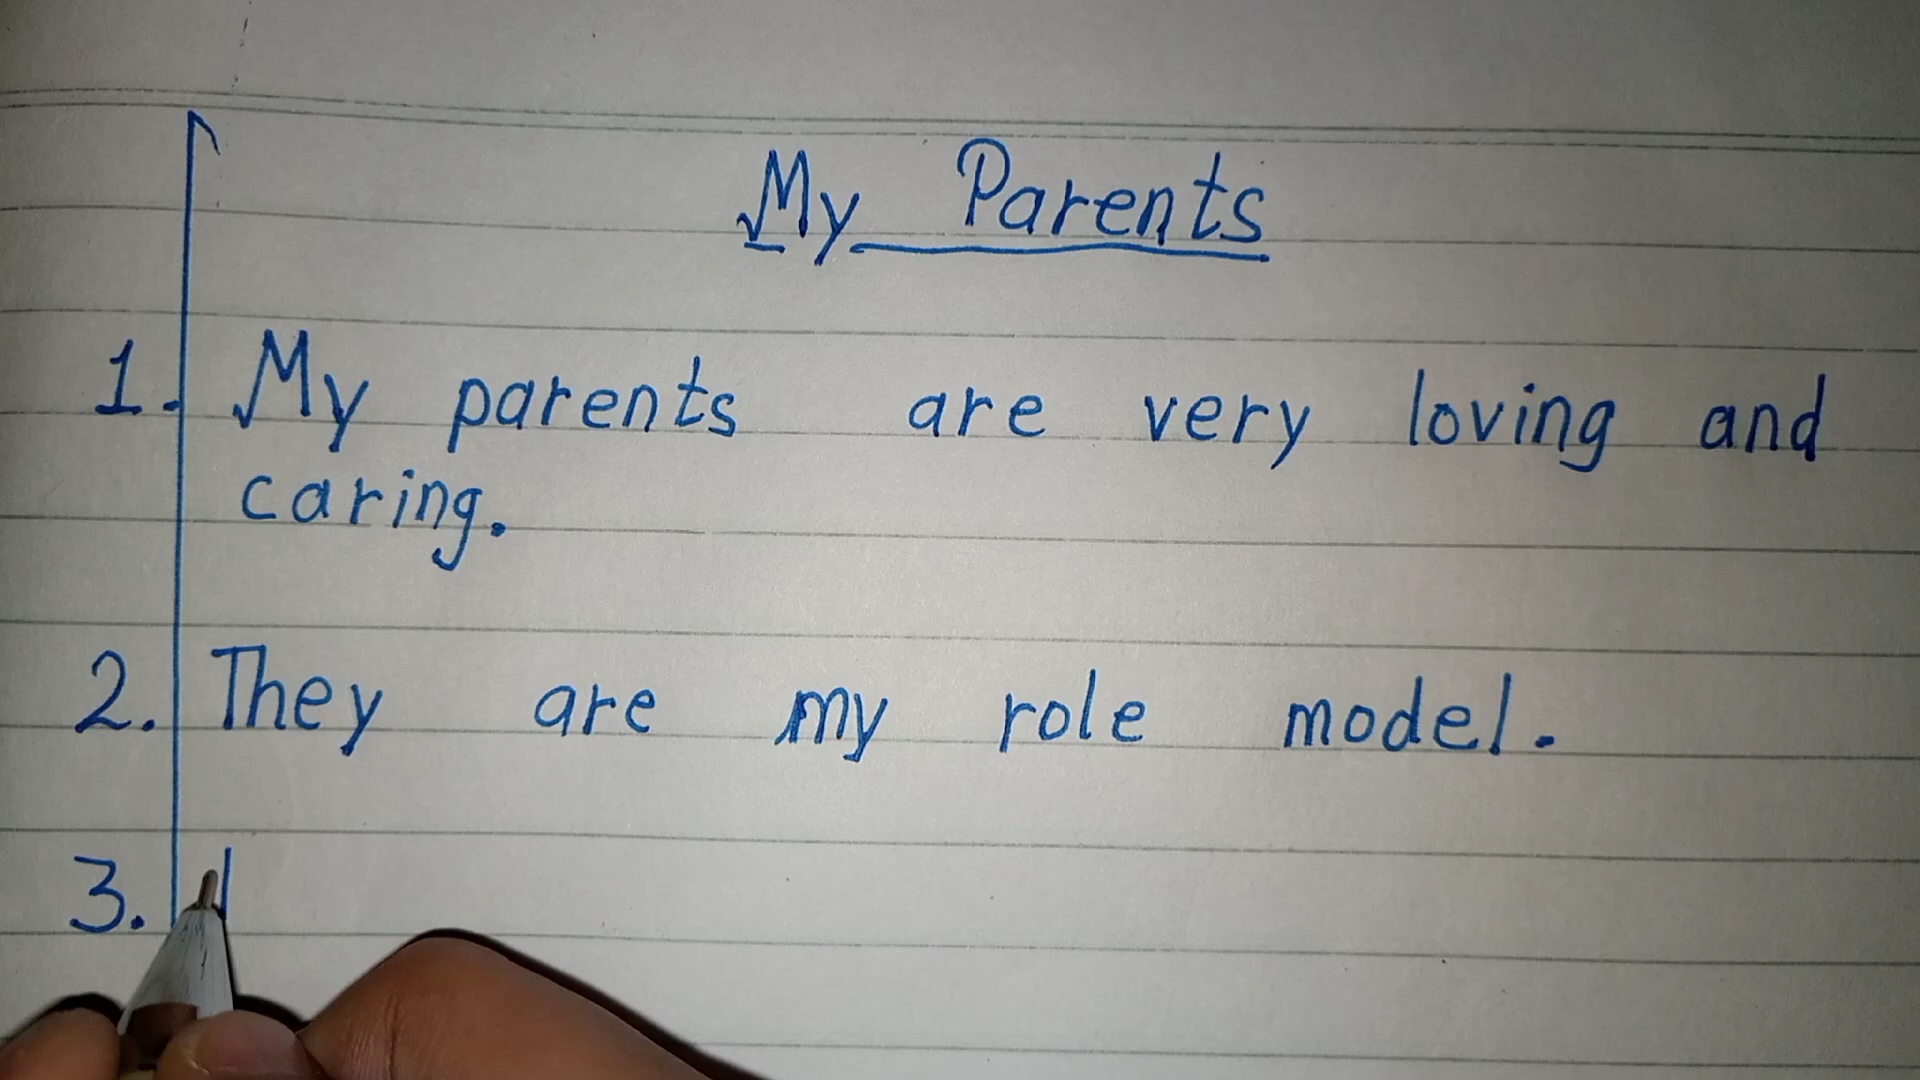 My Parents
1. My parents are very loving and
caring.
2. They are my role model.
3.